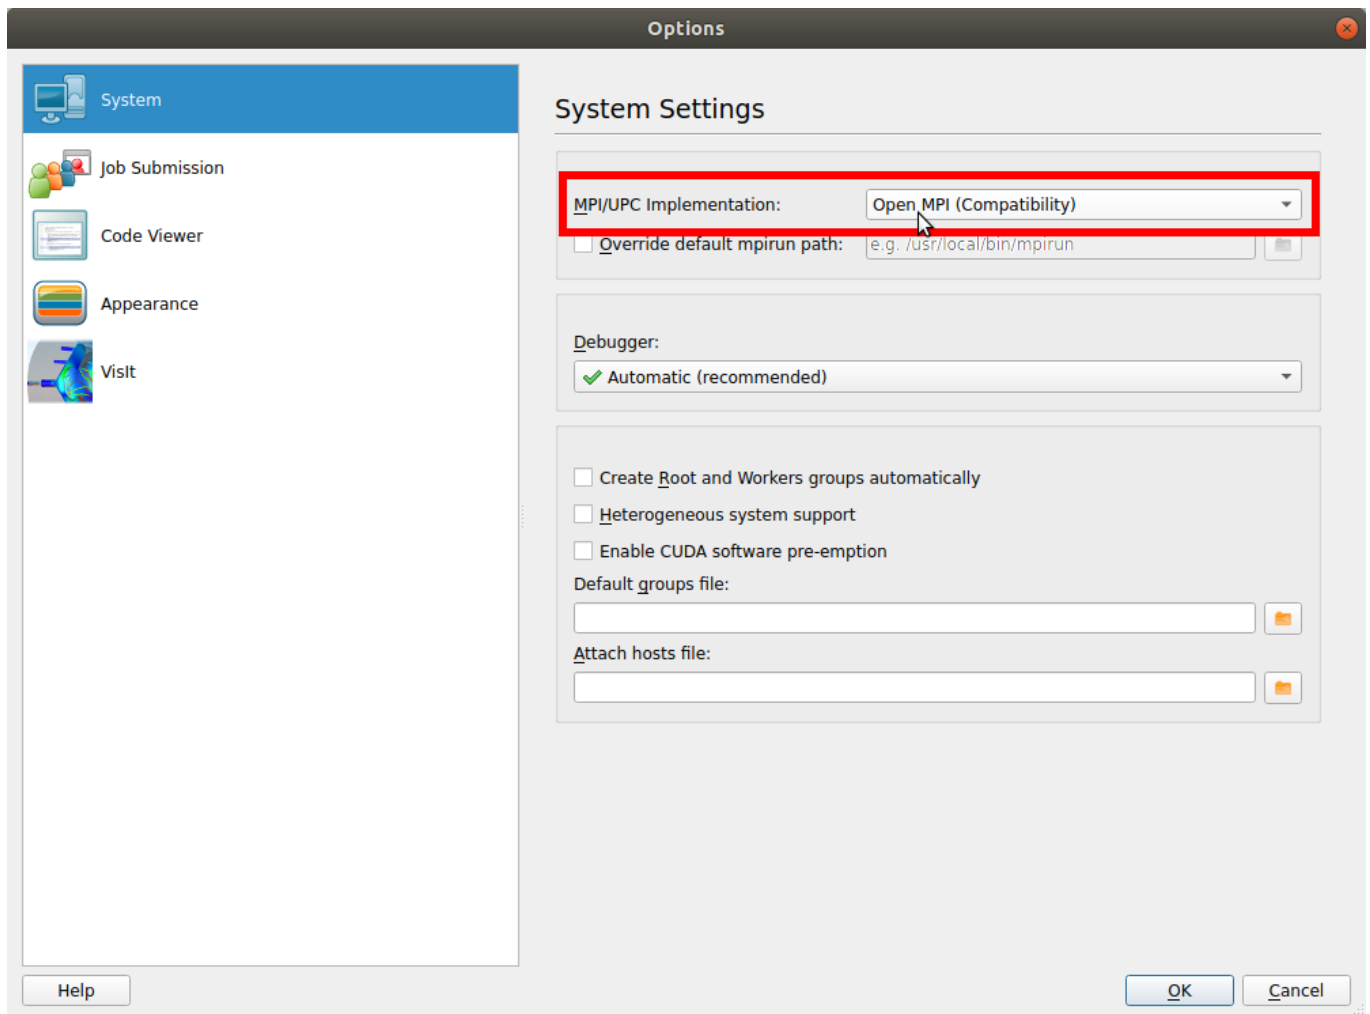 Options
System
Job Submission
Code Viewer
Appearance
VisIt
System Settings
MPI/UPC Implementation: Open MPI (Compatibility)
Override default mpirun path: e.g. /usr/local/bin/mpirun
Debugger:
Automatic (recommended)
Create Root and Workers groups automatically
Heterogeneous system support
Enable CUDA software pre-emption
Default groups file:
Attach hosts file:
Help
OK
Cancel